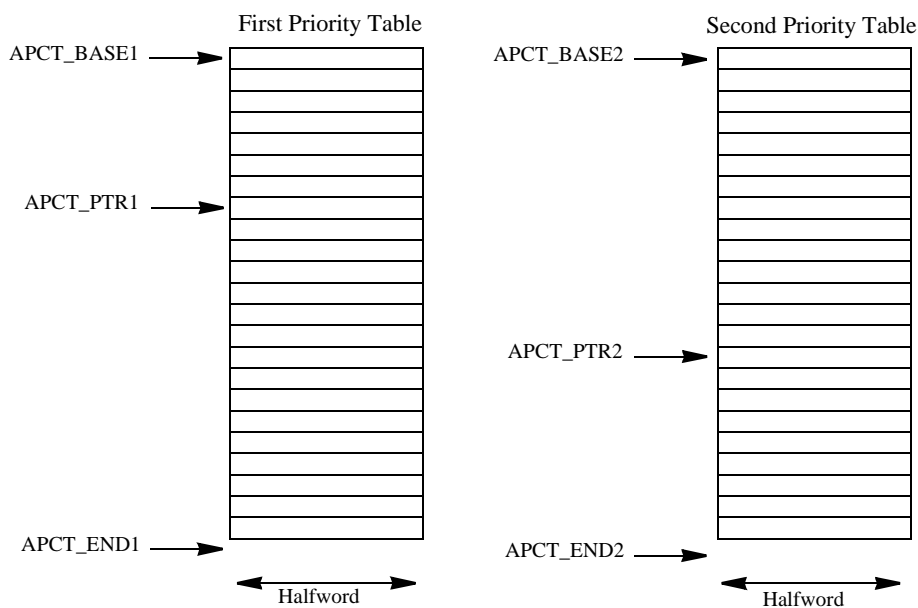 First Priority Table
APCT_BASE1
APCT_PTR1
APCT_END1
Halfword
Second Priority Table
APCT_BASE2
APCT_PTR2
APCT_END2
Halfword